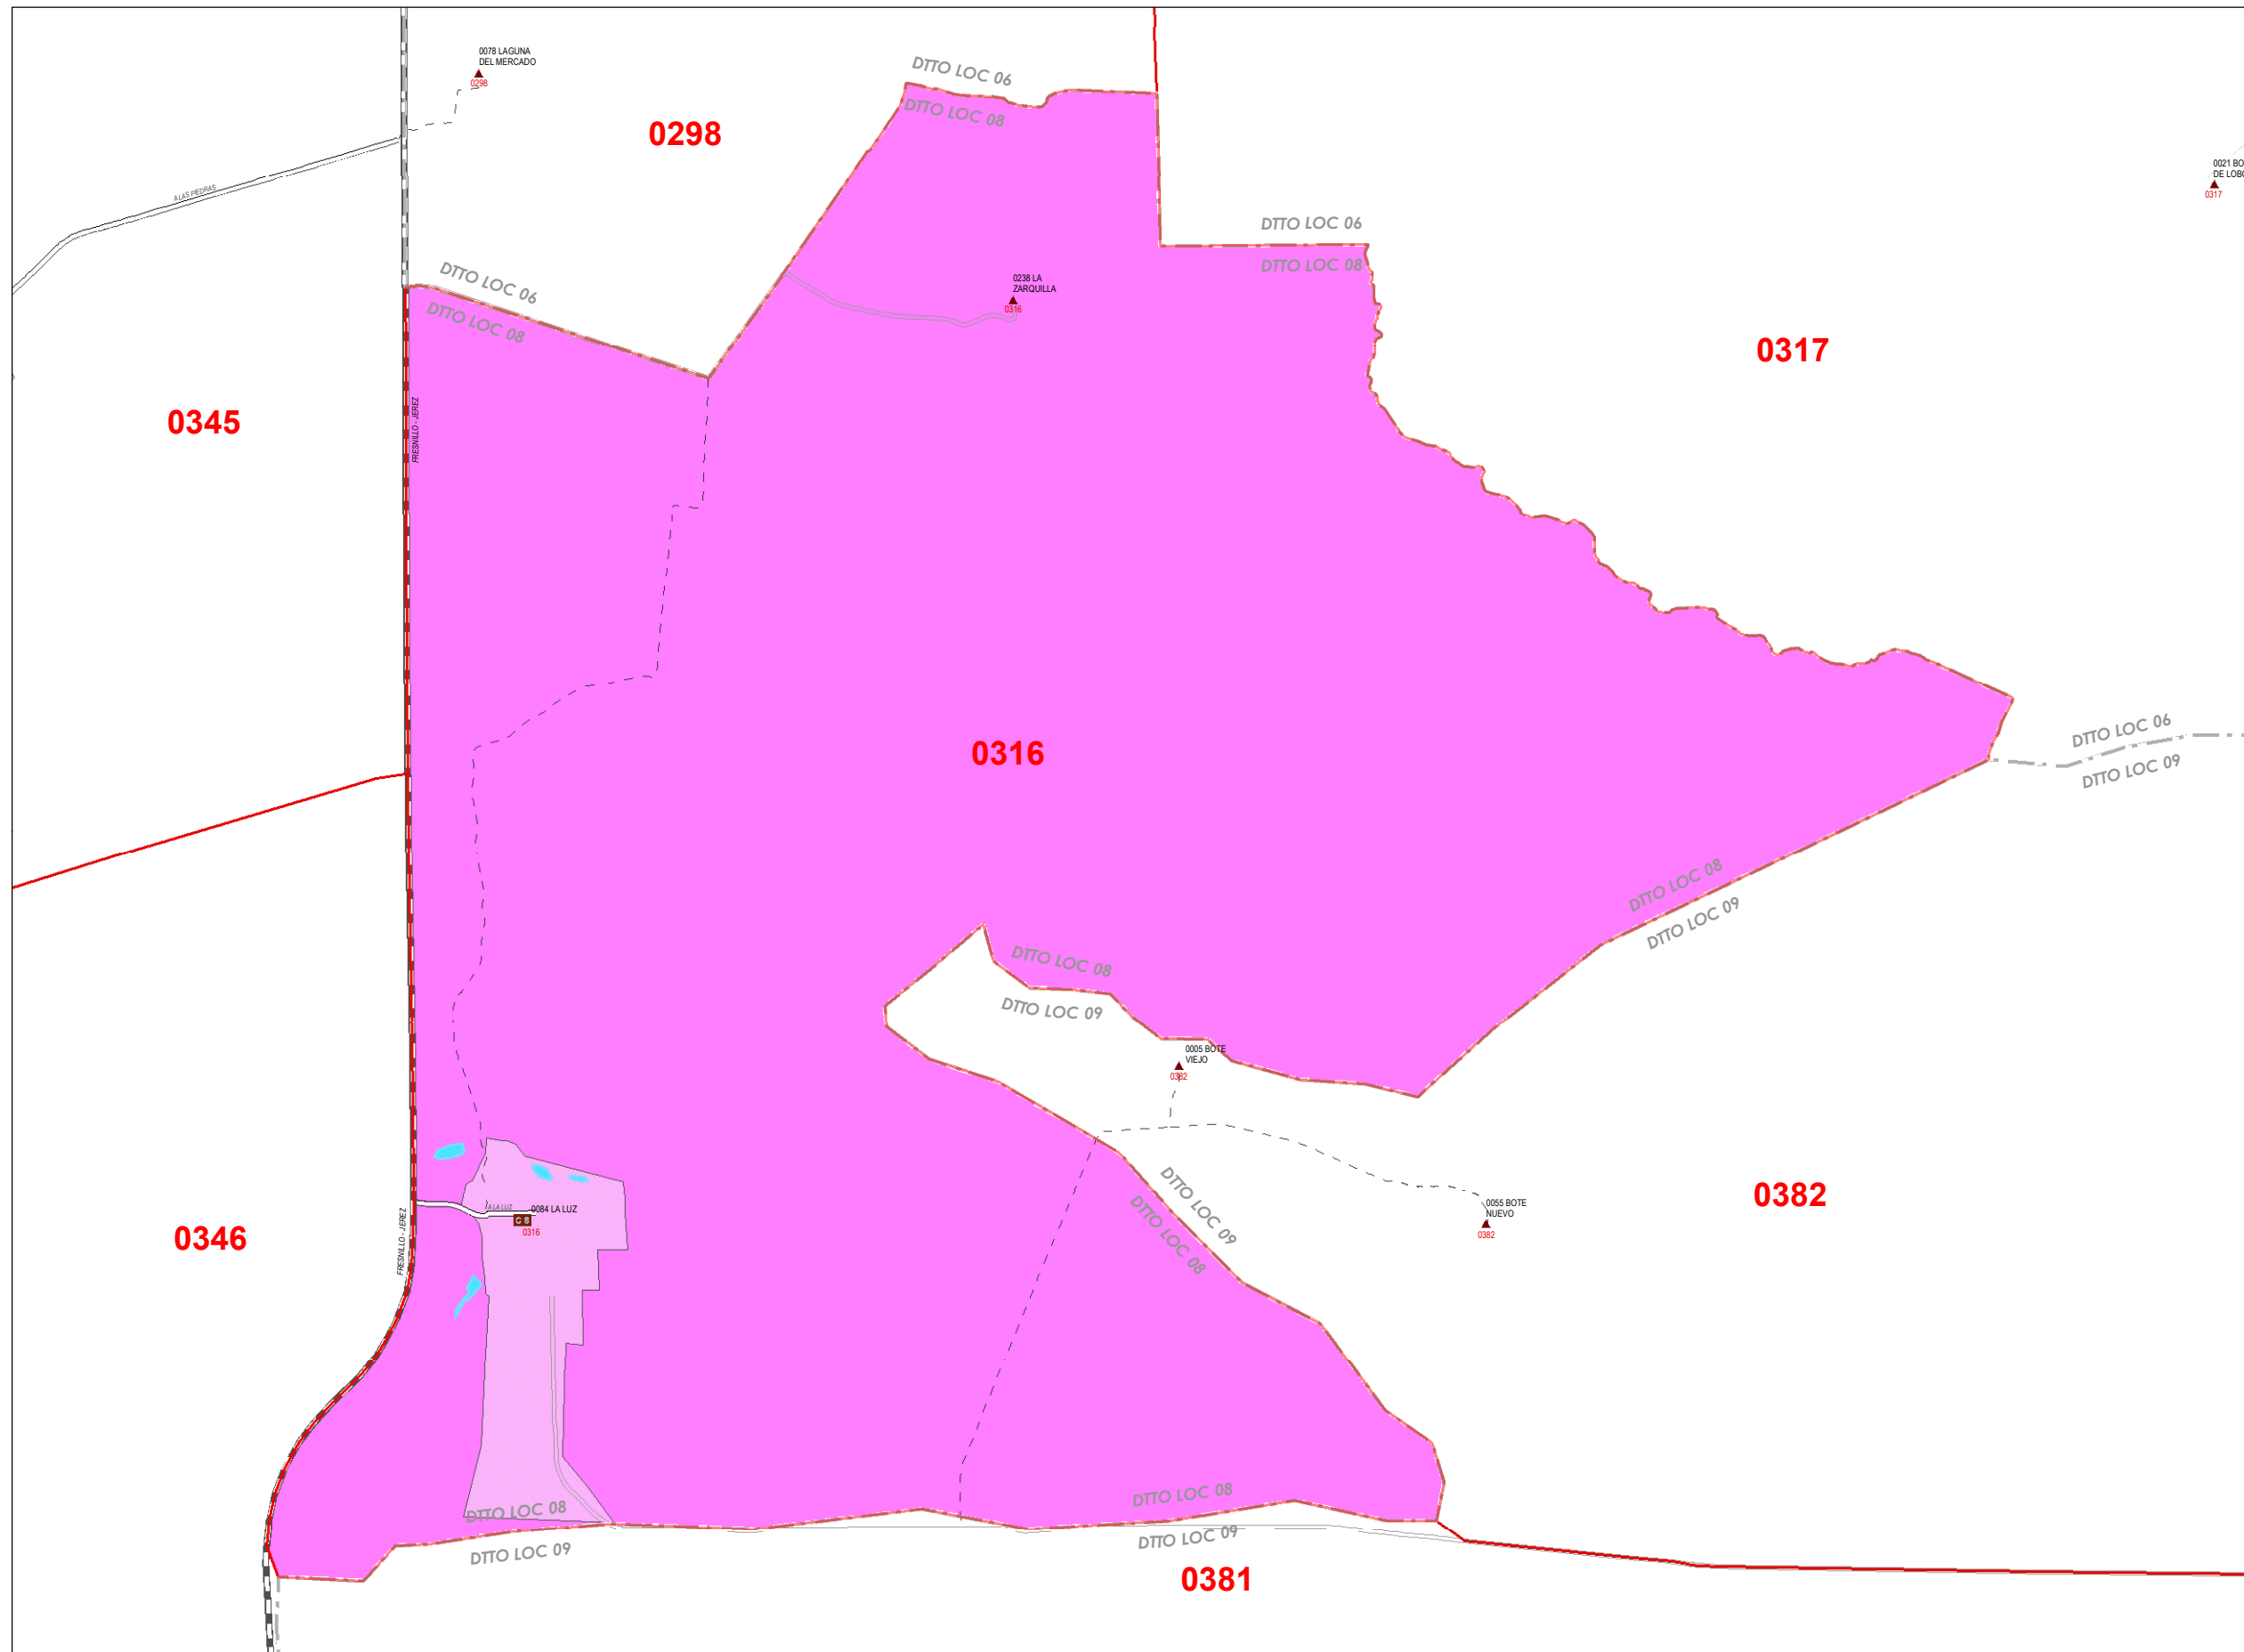 0078 LAGUNA
DEL MERCADO
0298
DTTO LOC 06
DTTO LOC 08
0298
A LAS PIEDRAS
0021 BO
DE LOBO
0317
DTTO LOC 06
DTTO LOC 08
DTTO LOC 06
DTTO LOC 08
0238 LA
ZARQUILLA
0316
0317
0345
FRESNILLO - JEREZ
0316
DTTO LOC 06
DTTO LOC 09
DTTO LOC 08
DTTO LOC 09
DTTO LOC 08
DTTO LOC 09
0005 BOTE
VIEJO
0382
DTTO LOC 09
DTTO LOC 08
0382
0055 BOTE
NUEVO
0382
A LA LUZ
0084 LA LUZ
C 8
0316
0346
FRESNILLO - JEREZ
DTTO LOC 08
DTTO LOC 09
DTTO LOC 08
DTTO LOC 09
0381